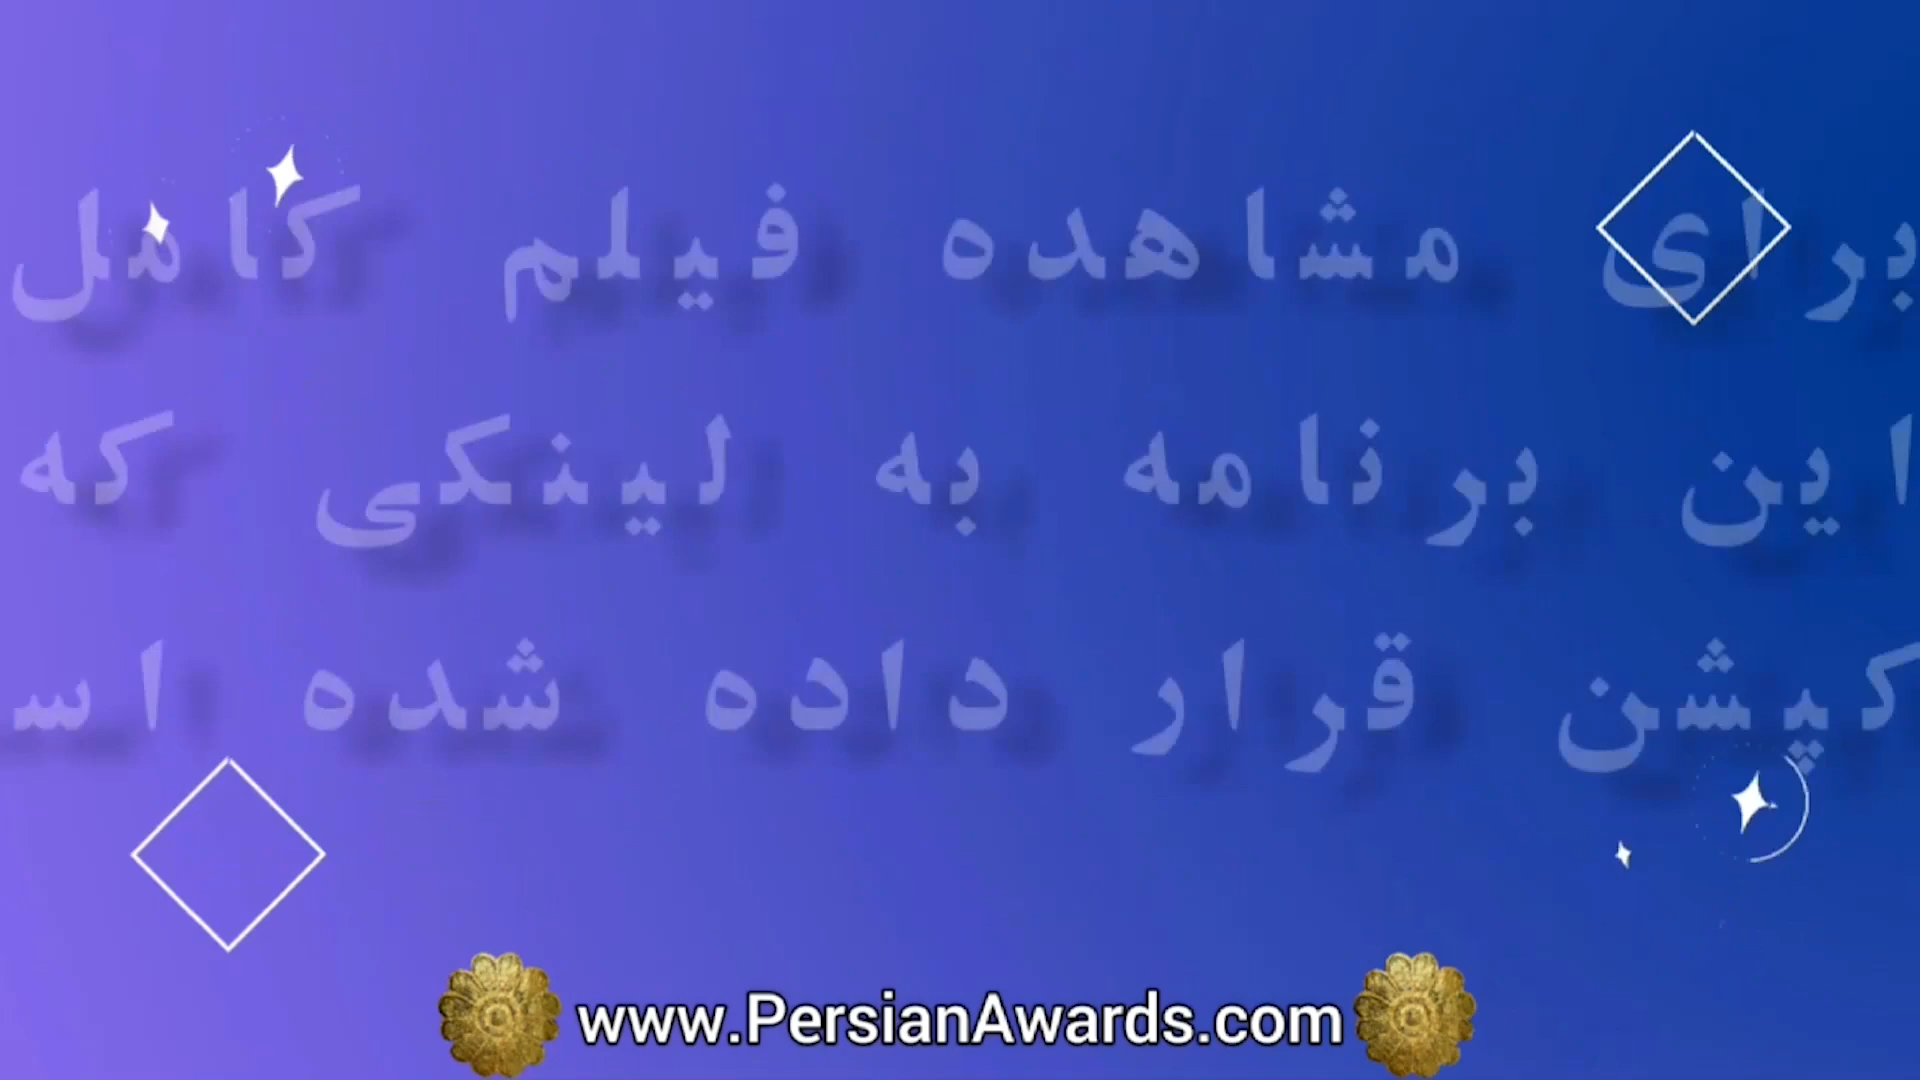 برای مشاهده فیلم کامل
این برنامه به لینکی که
کپشن قرار داده شده اس
www.PersianAwards.com